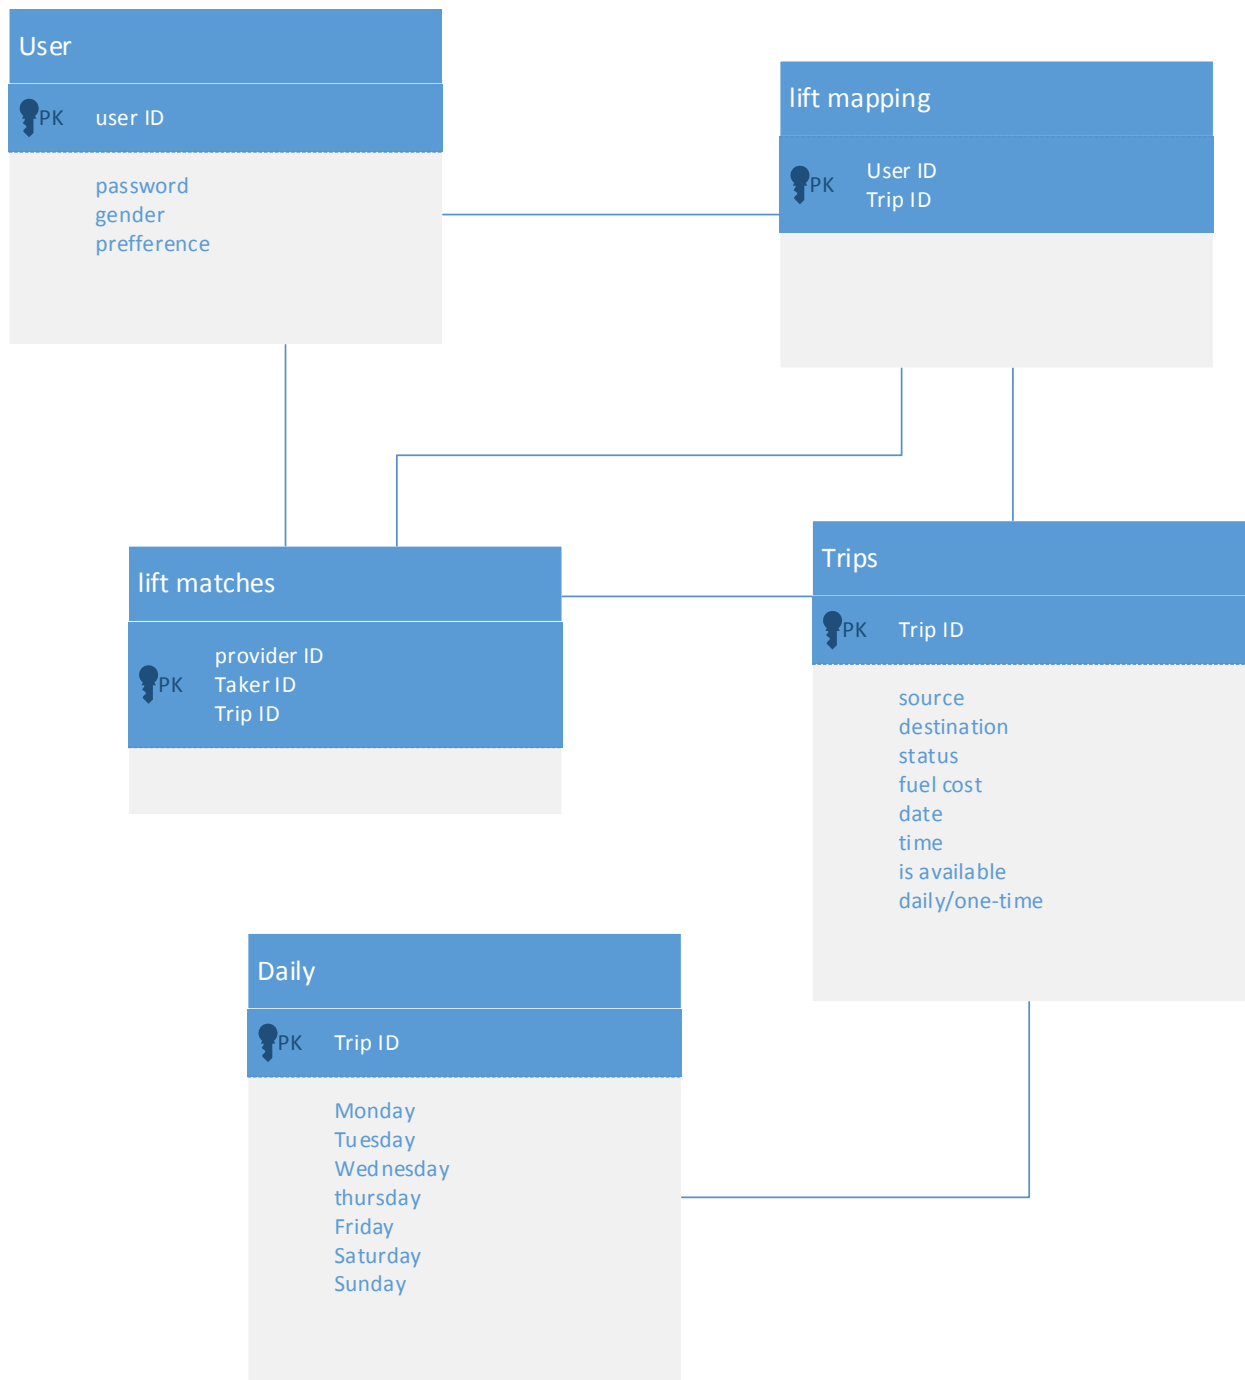 User
PK
user ID
password
gender
prefference
lift mapping
PK
User ID
Trip ID
lift matches
PK
provider ID
Taker ID
Trip ID
Trips
PK
Trip ID
source
destination
status
fuel cost
date
time
is available
daily/one-time
Daily
PK
Trip ID
Monday
Tuesday
Wednesday
thursday
Friday
Saturday
Sunday